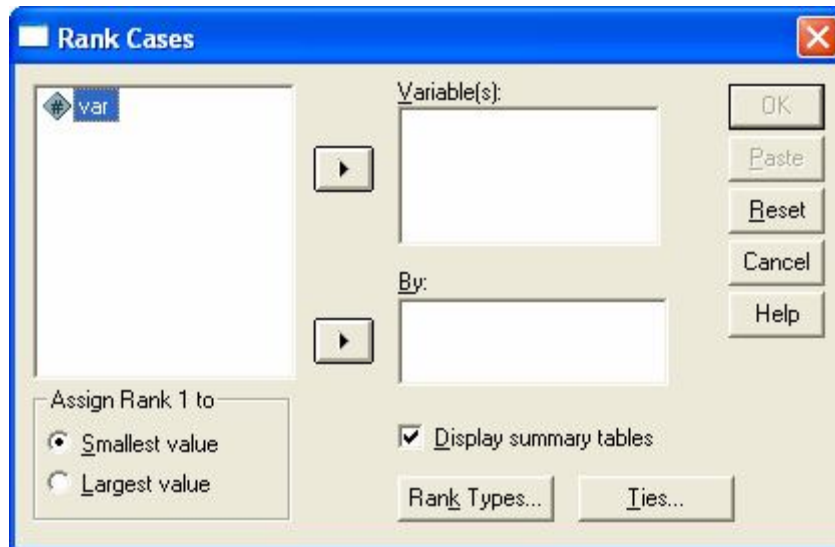 Rank Cases
# var
Variable(s):
OK
Paste
Reset
Cancel
Help
By:
Assign Rank 1 to
Smallest value
Largest value
Display summary tables
Rank Types...
Ties...